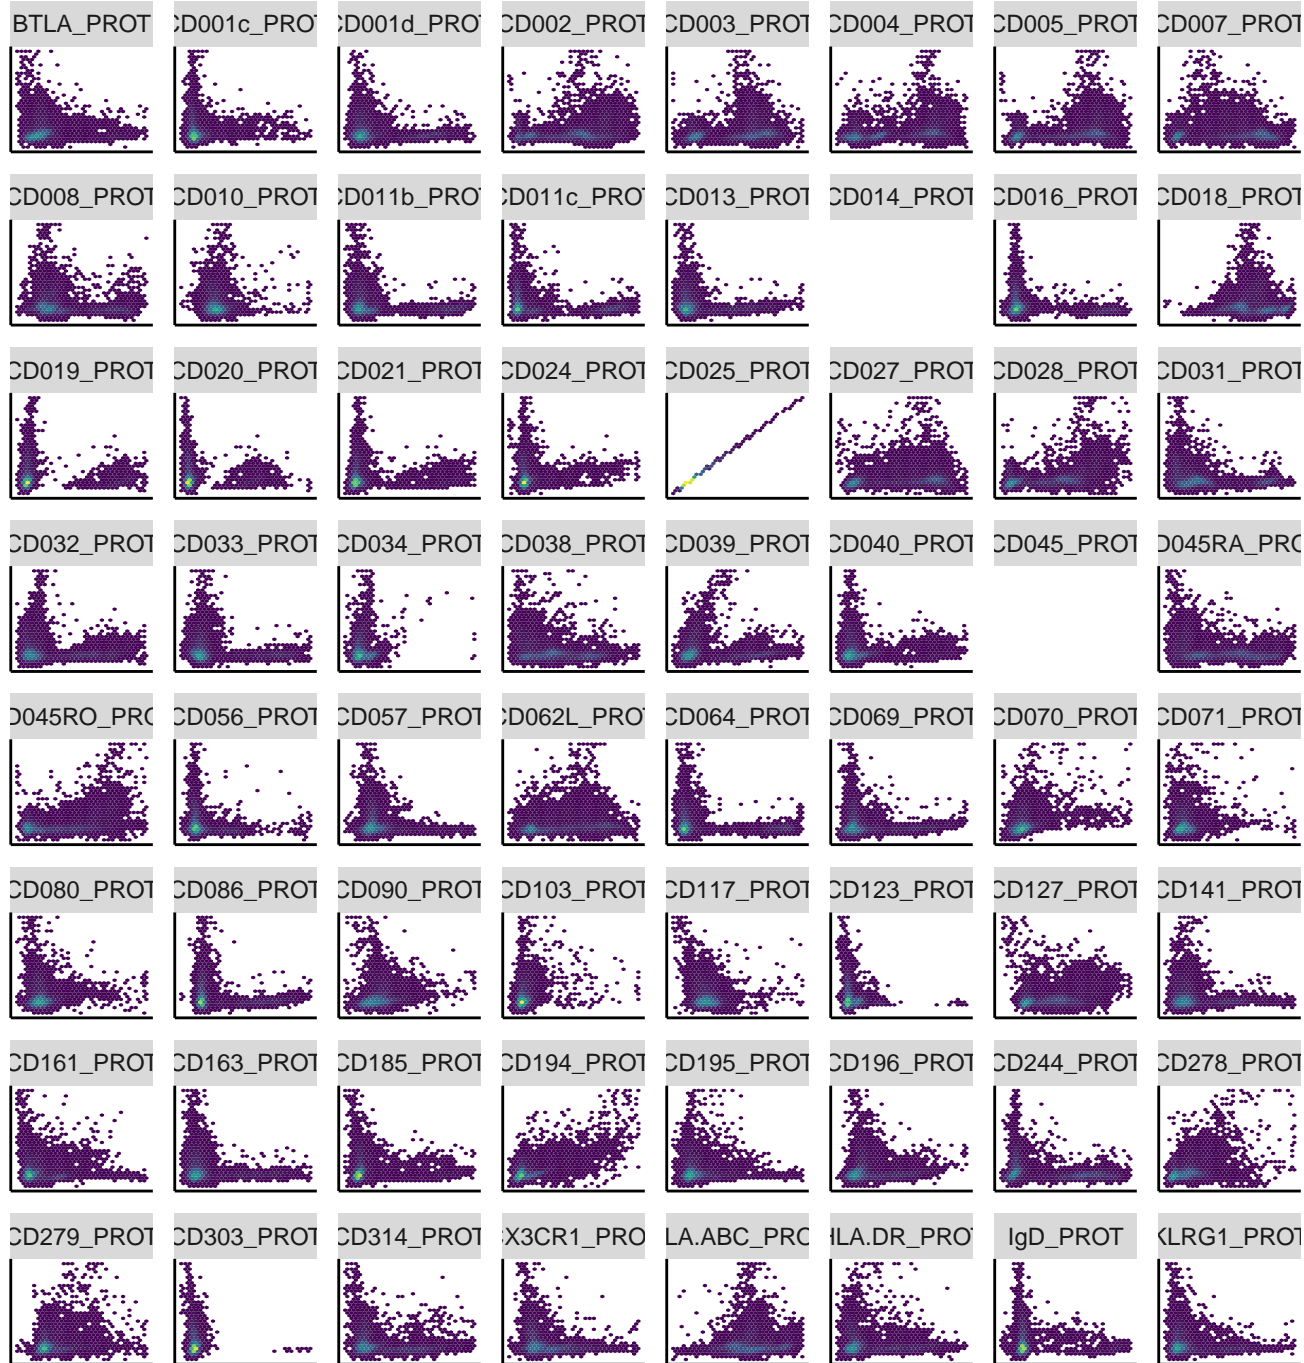 BTLA_PROT CD001c_PROT CD001d_PROT CD002_PROT CD003_PROT CD004_PROT CD005_PROT CD007_PROT
CD008_PROT CD010_PROT CD011b_PROT CD011c_PROT CD013_PROT CD014_PROT CD016_PROT CD018_PROT
CD019_PROT CD020_PROT CD021_PROT CD024_PROT CD025_PROT CD027_PROT CD028_PROT CD031_PROT
CD032_PROT CD033_PROT CD034_PROT CD038_PROT CD039_PROT CD040_PROT CD045_PROT D045RA_PRO
D045RO_PRO CD056_PROT CD057_PROT CD062L_PROT CD064_PROT CD069_PROT CD070_PROT CD071_PROT
CD080_PROT CD086_PROT CD090_PROT CD103_PROT CD117_PROT CD123_PROT CD127_PROT CD141_PROT
CD161_PROT CD163_PROT CD185_PROT CD194_PROT CD195_PROT CD196_PROT CD244_PROT CD278_PROT
CD279_PROT CD303_PROT CD314_PROT CX3CR1_PRO LA.ABC_PRO HLA.DR_PROT IgD_PROT KLRG1_PROT